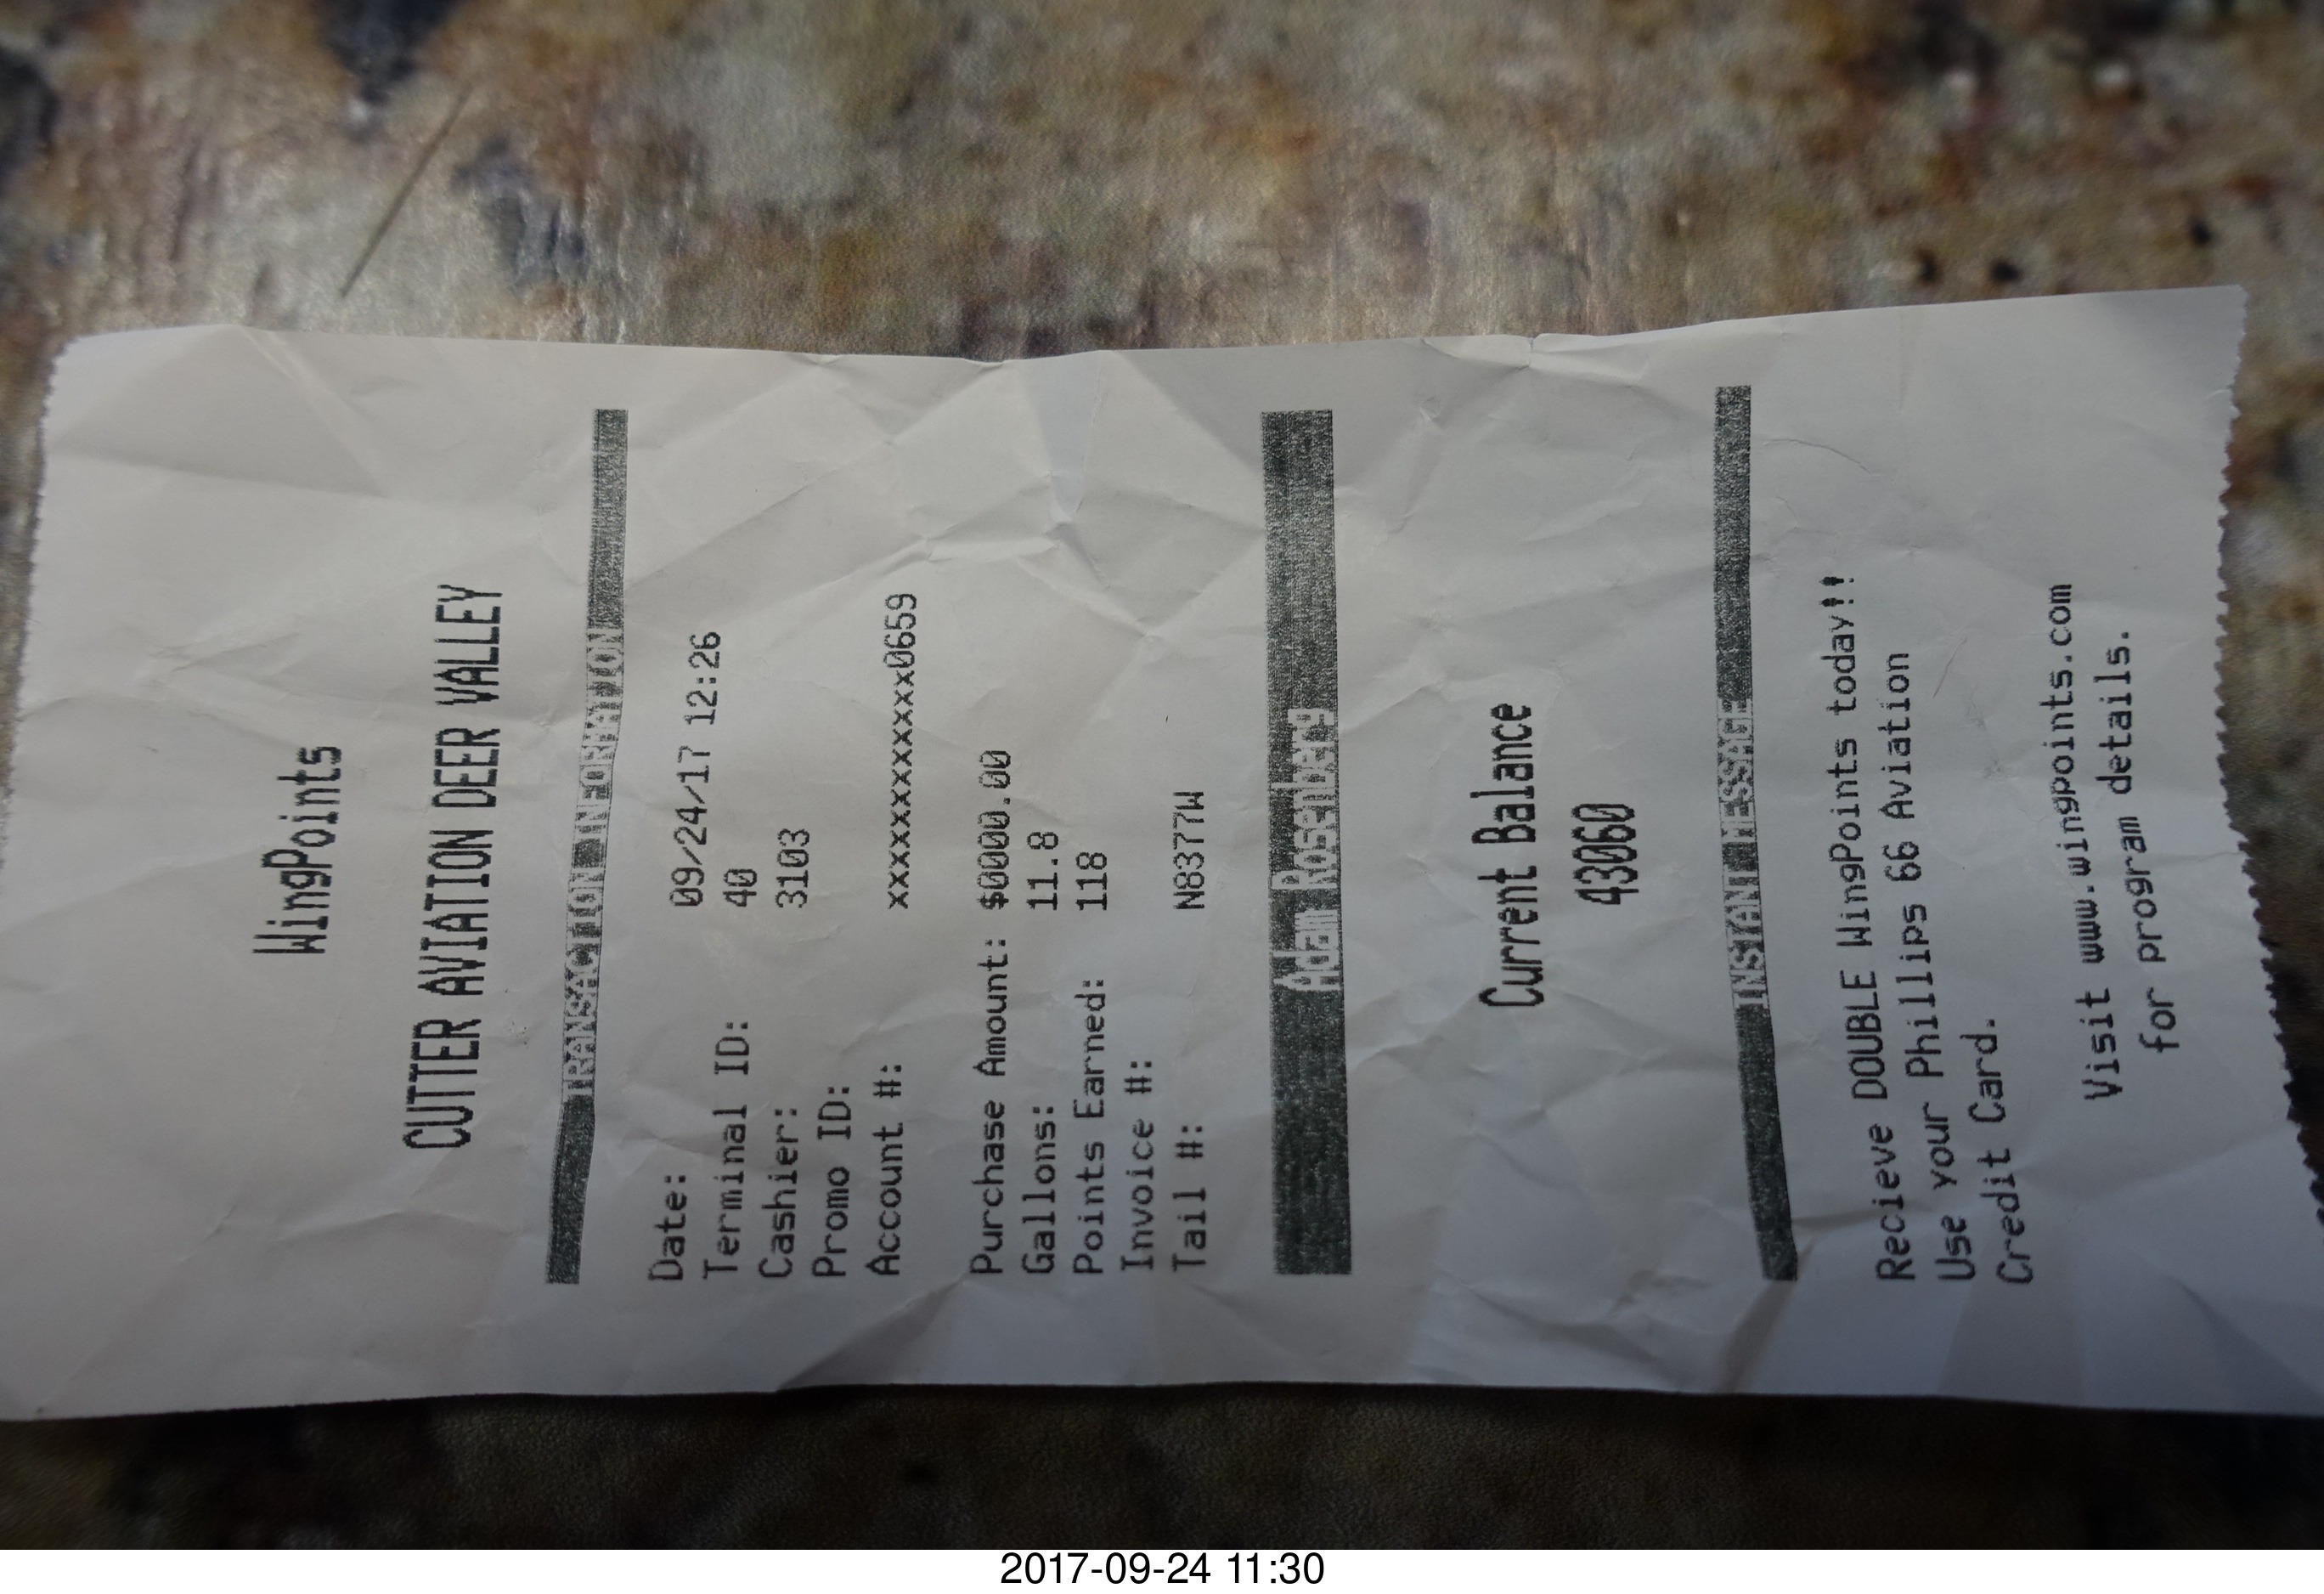 WingPoints
CUTTER AVIATION DEER VALLEY
TRANSACTION INFORMATION
Date: 09/24/17 12:26
Terminal ID: 40
Cashier: 3103
Promo ID:
Account #: xxxxxxxxxxxxxxx0659
Purchase Amount: $0000.00
Gallons: 11.8
Points Earned: 118
Invoice #:
Tail #: N8377W
Adam Rosenberg
Current Balance
43060
INSTANT MESSAGE
Recieve DOUBLE WingPoints today!!
Use your Phillips 66 Aviation
Credit Card.
Visit www.wingpoints.com
for program details.
2017-09-24 11:30